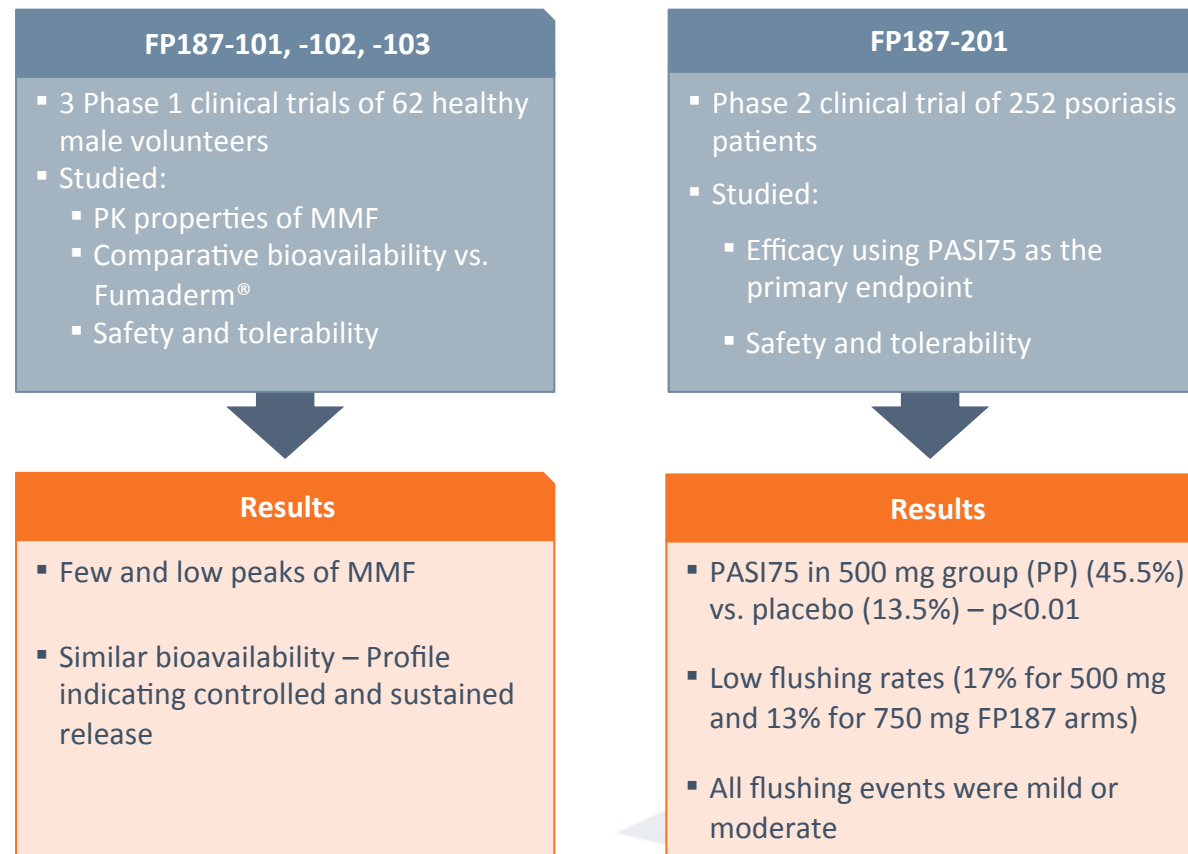 FP187-101, -102, -103
▪ 3 Phase 1 clinical trials of 62 healthy
male volunteers
▪ Studied:
▪ PK properties of MMF
▪ Comparative bioavailability vs.
Fumaderm®
▪ Safety and tolerability
Results
▪ Few and low peaks of MMF
▪ Similar bioavailability – Profile
indicating controlled and sustained
release
FP187-201
▪ Phase 2 clinical trial of 252 psoriasis
patients
▪ Studied:
▪ Efficacy using PASI75 as the
primary endpoint
▪ Safety and tolerability
Results
▪ PASI75 in 500 mg group (PP) (45.5%)
vs. placebo (13.5%) – p<0.01
▪ Low flushing rates (17% for 500 mg
and 13% for 750 mg FP187 arms)
▪ All flushing events were mild or
moderate